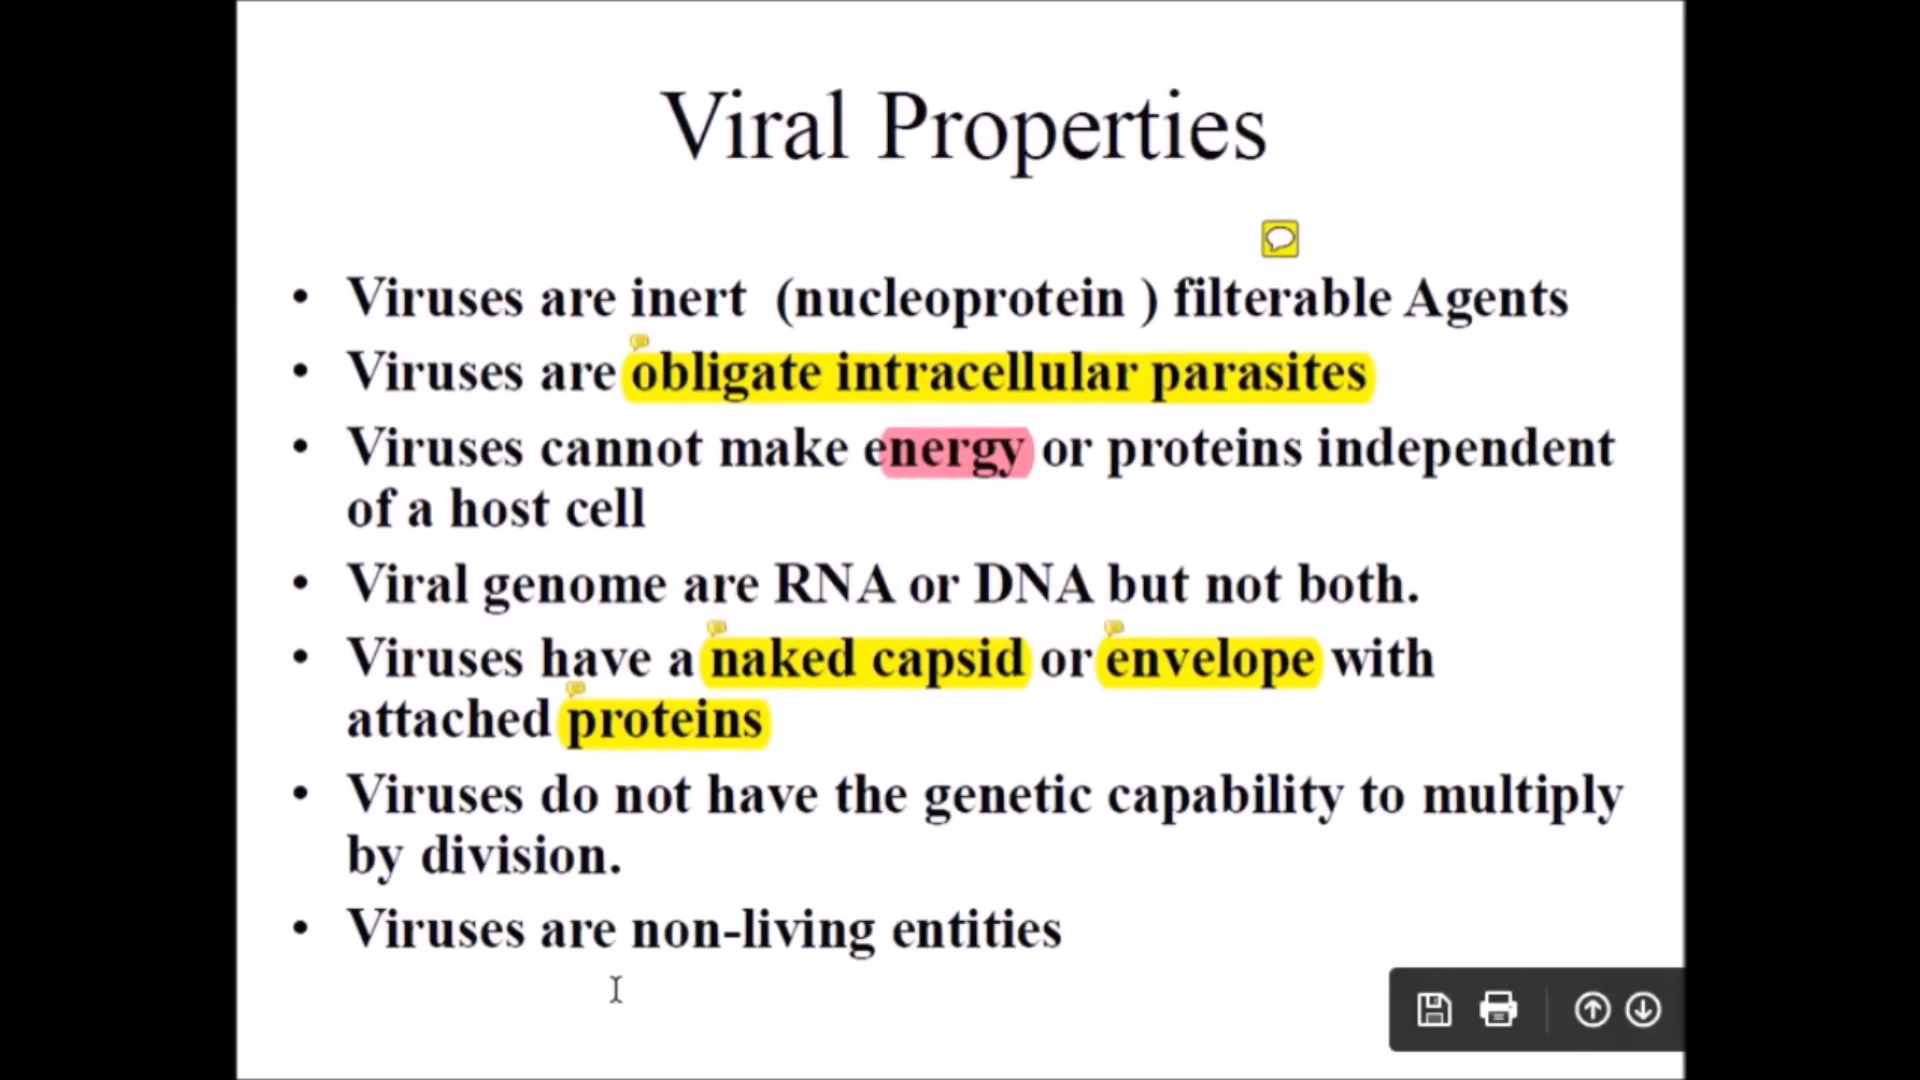 Viral Properties
• Viruses are inert (nucleoprotein ) filterable Agents
• Viruses are obligate intracellular parasites
• Viruses cannot make energy or proteins independent
of a host cell
• Viral genome are RNA or DNA but not both.
• Viruses have a naked capsid or envelope with
attached proteins
• Viruses do not have the genetic capability to multiply
by division.
• Viruses are non-living entities